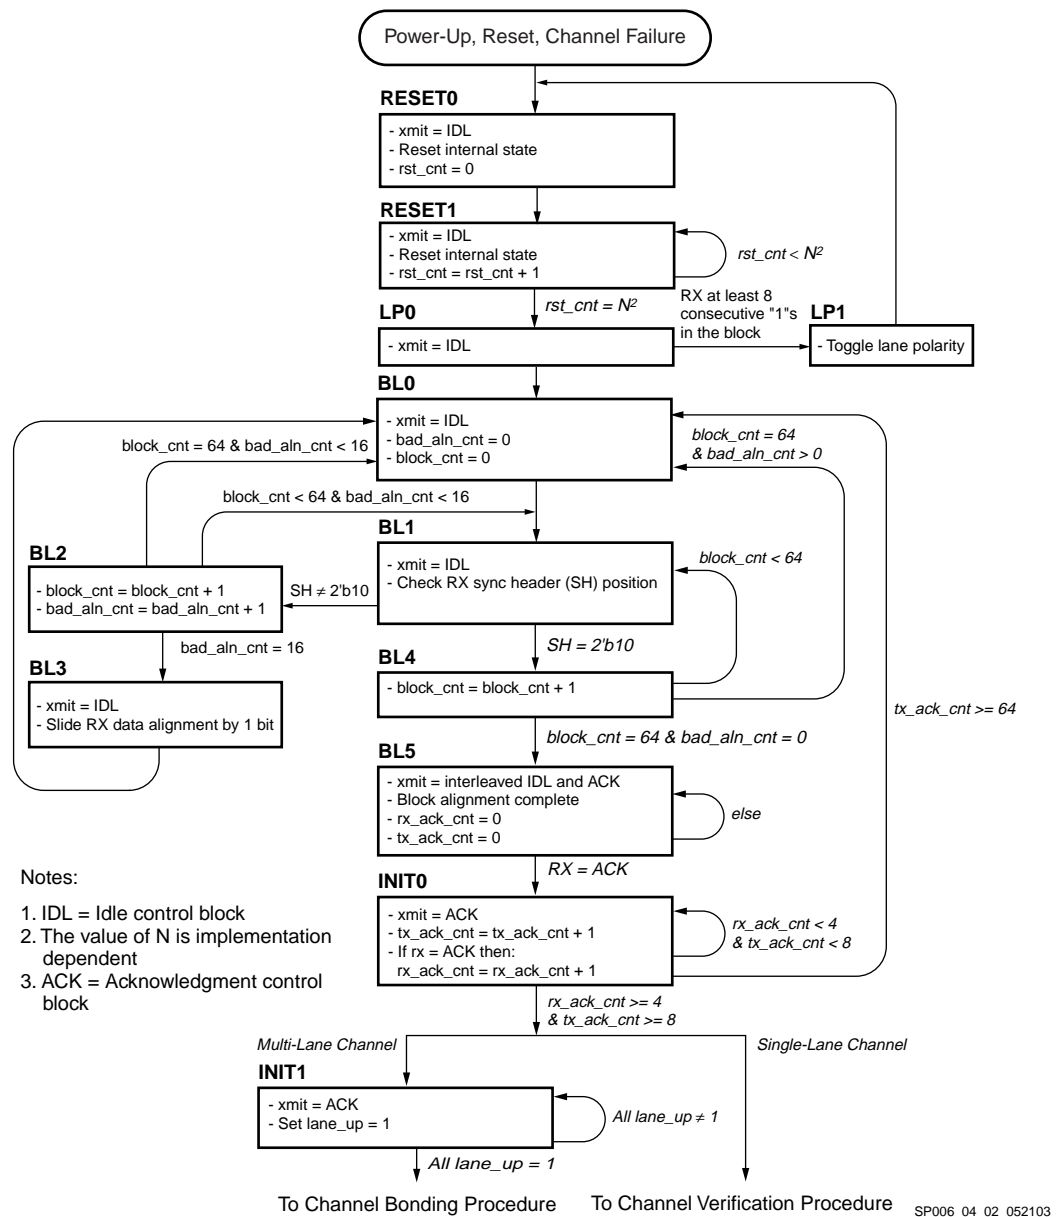 Power-Up, Reset, Channel Failure
RESET0
- xmit = IDL
- Reset internal state
- rst_cnt = 0
RESET1
- xmit = IDL
- Reset internal state
- rst_cnt = rst_cnt + 1
rst_cnt < N²
rst_cnt = N²
LP0
- xmit = IDL
RX at least 8
consecutive "1"s
in the block
LP1
- Toggle lane polarity
BL0
- xmit = IDL
- bad_aln_cnt = 0
- block_cnt = 0
block_cnt = 64 & bad_aln_cnt < 16
block_cnt = 64
& bad_aln_cnt > 0
block_cnt < 64 & bad_aln_cnt < 16
BL1
- xmit = IDL
- Check RX sync header (SH) position
block_cnt < 64
BL2
- block_cnt = block_cnt + 1
- bad_aln_cnt = bad_aln_cnt + 1
SH ≠ 2'b10
SH = 2'b10
bad_aln_cnt = 16
BL3
- xmit = IDL
- Slide RX data alignment by 1 bit
BL4
- block_cnt = block_cnt + 1
tx_ack_cnt >= 64
block_cnt = 64 & bad_aln_cnt = 0
BL5
- xmit = interleaved IDL and ACK
- Block alignment complete
- rx_ack_cnt = 0
- tx_ack_cnt = 0
else
RX = ACK
INIT0
- xmit = ACK
- tx_ack_cnt = tx_ack_cnt + 1
- If rx = ACK then:
rx_ack_cnt = rx_ack_cnt + 1
rx_ack_cnt < 4
& tx_ack_cnt < 8
Notes:
1. IDL = Idle control block
2. The value of N is implementation
dependent
3. ACK = Acknowledgment control
block
rx_ack_cnt >= 4
& tx_ack_cnt >= 8
Multi-Lane Channel
Single-Lane Channel
INIT1
- xmit = ACK
- Set lane_up = 1
All lane_up ≠ 1
All lane_up = 1
To Channel Bonding Procedure
To Channel Verification Procedure
SP006_04_02_052103